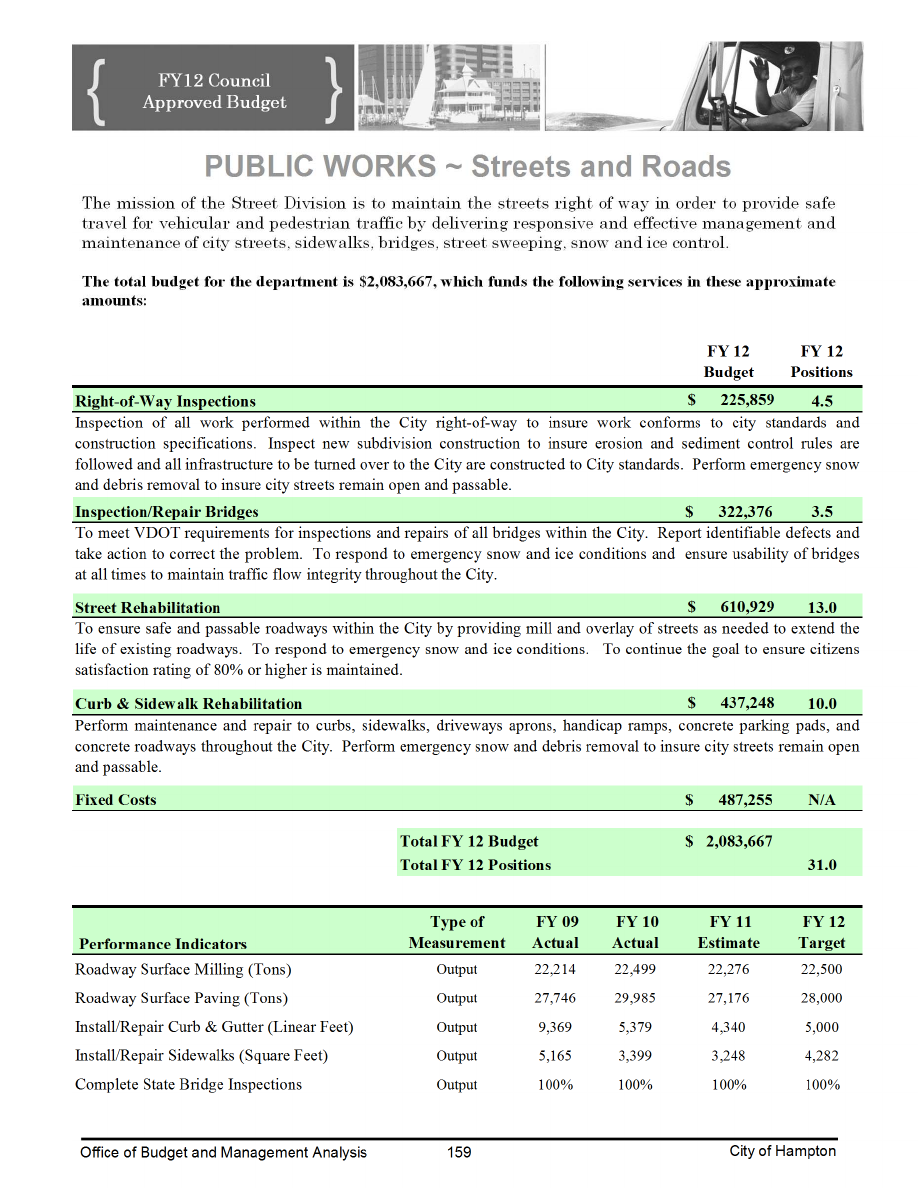 FY12 Council
Approved Budget
PUBLIC WORKS ~ Streets and Roads
The mission of the Street Division is to maintain the streets right of way in order to provide safe
travel for vehicular and pedestrian traffic by delivering responsive and effective management and
maintenance of city streets, sidewalks, bridges, street sweeping, snow and ice control.
The total budget for the department is $2,083,667, which funds the following services in these approximate
amounts:
FY 12 FY 12
Budget Positions
Right-of-Way Inspections $ 225,859 4.5
Inspection of all work performed within the City right-of-way to insure work conforms to city standards and
construction specifications. Inspect new subdivision construction to insure erosion and sediment control rules are
followed and all infrastructure to be turned over to the City are constructed to City standards. Perform emergency snow
and debris removal to insure city streets remain open and passable.
Inspection/Repair Bridges $ 322,376 3.5
To meet VDOT requirements for inspections and repairs of all bridges within the City. Report identifiable defects and
take action to correct the problem. To respond to emergency snow and ice conditions and ensure usability of bridges
at all times to maintain traffic flow integrity throughout the City.
Street Rehabilitation $ 610,929 13.0
To ensure safe and passable roadways within the City by providing mill and overlay of streets as needed to extend the
life of existing roadways. To respond to emergency snow and ice conditions. To continue the goal to ensure citizens
satisfaction rating of 80% or higher is maintained.
Curb & Sidewalk Rehabilitation $ 437,248 10.0
Perform maintenance and repair to curbs, sidewalks, driveways aprons, handicap ramps, concrete parking pads, and
concrete roadways throughout the City. Perform emergency snow and debris removal to insure city streets remain open
and passable.
Fixed Costs $ 487,255 N/A
Total FY 12 Budget $ 2,083,667
Total FY 12 Positions 31.0
Type of FY 09 FY 10 FY 11 FY 12
Performance Indicators Measurement Actual Actual Estimate Target
Roadway Surface Milling (Tons) Output 22,214 22,499 22,276 22,500
Roadway Surface Paving (Tons) Output 27,746 29,985 27,176 28,000
Install/Repair Curb & Gutter (Linear Feet) Output 9,369 5,379 4,340 5,000
Install/Repair Sidewalks (Square Feet) Output 5,165 3,399 3,248 4,282
Complete State Bridge Inspections Output 100% 100% 100% 100%
Office of Budget and Management Analysis 159 City of Hampton